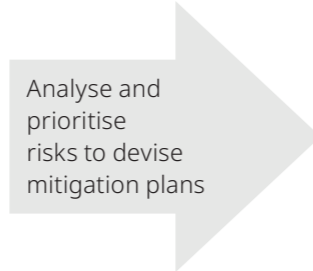 Analyse and
prioritise
risks to devise
mitigation plans